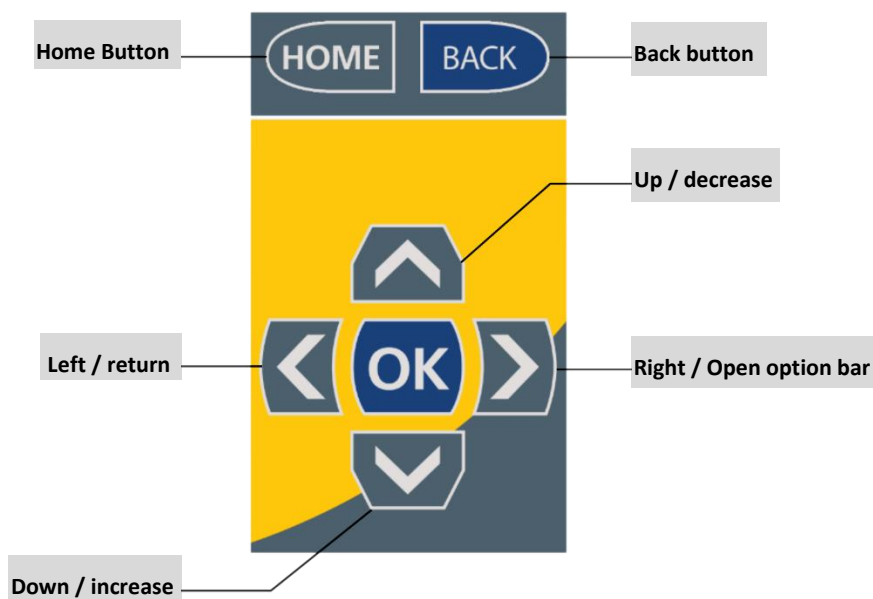 Home Button
HOME
BACK
Back button
Up / decrease
Left / return
OK
Right / Open option bar
Down / increase